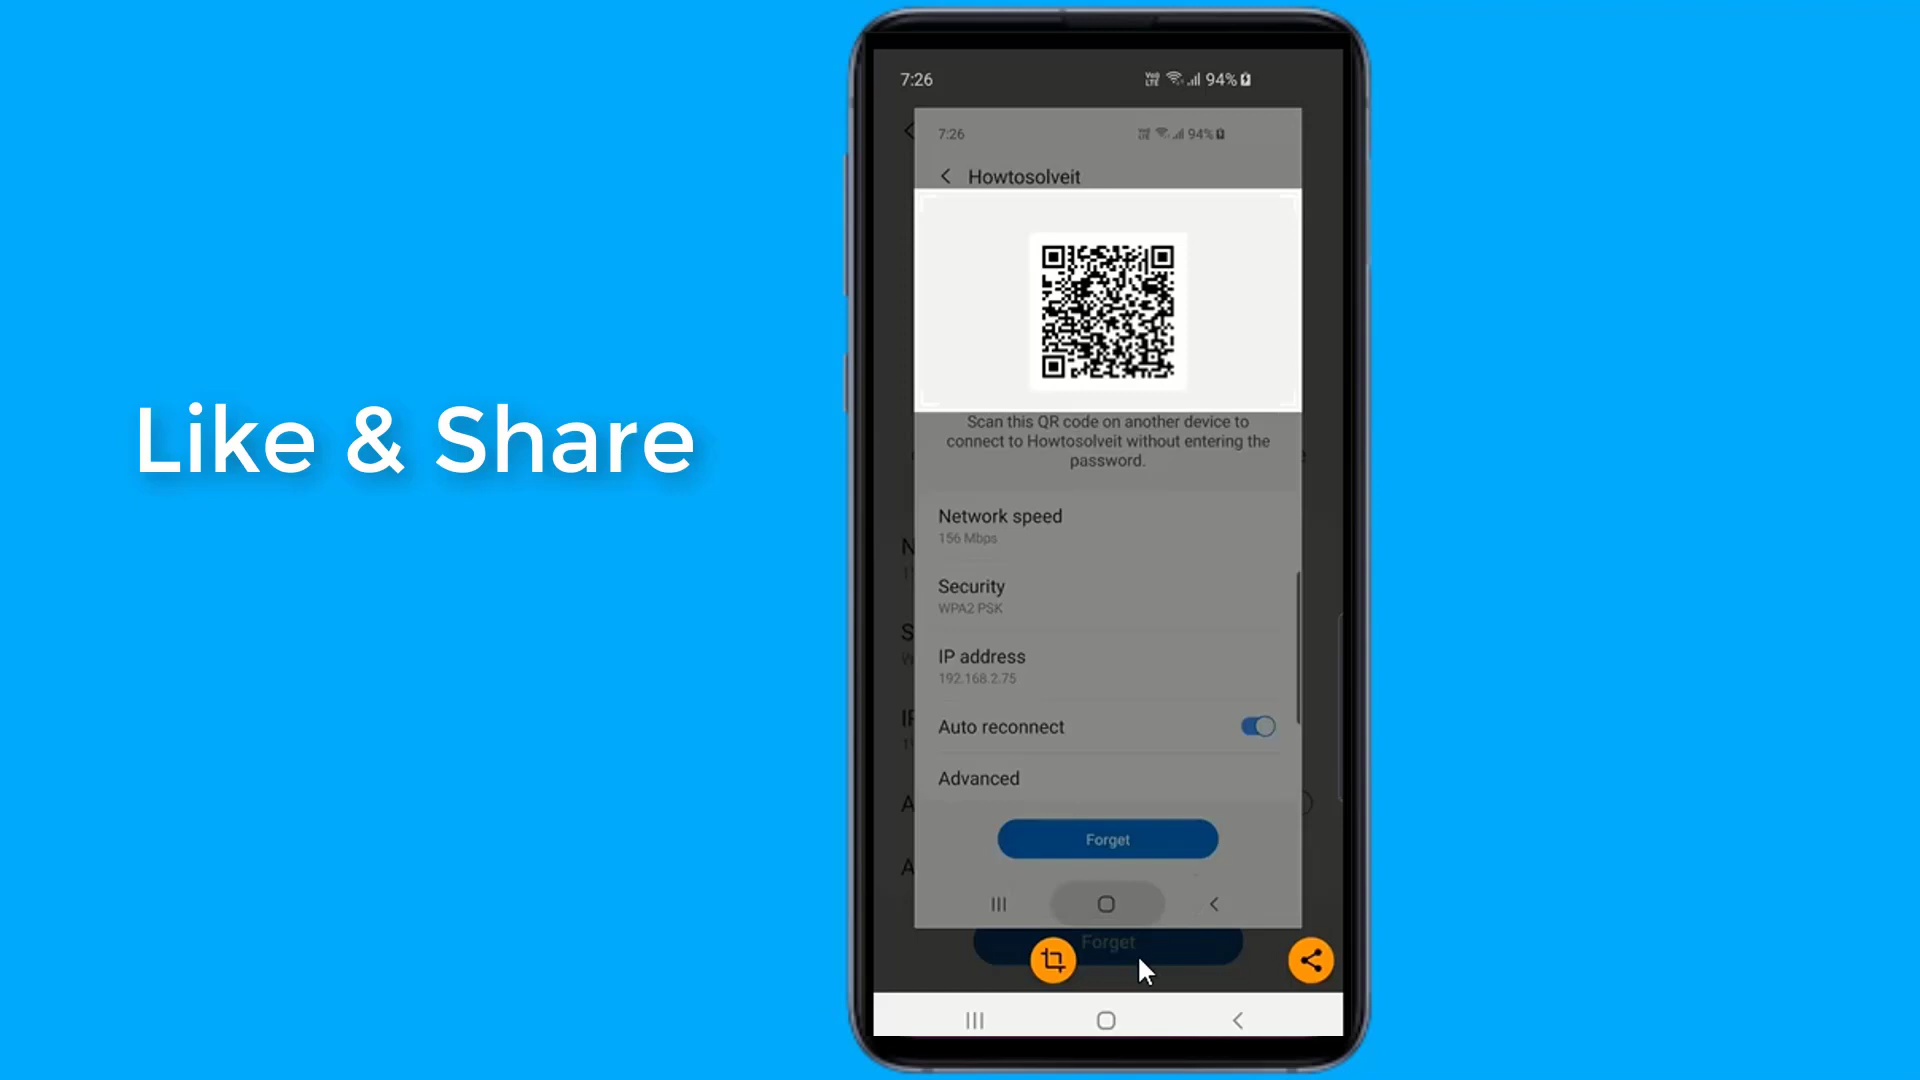 Like & Share
7:26
Vo) LTE 94%
7:26
94%
Howtosolveit
Scan this QR code on another device to
connect to Howtosolveit without entering the
password.
Network speed
156 Mbps
Security
WPA2 PSK
IP address
192.168.2.75
Auto reconnect
Advanced
Forget
Forget